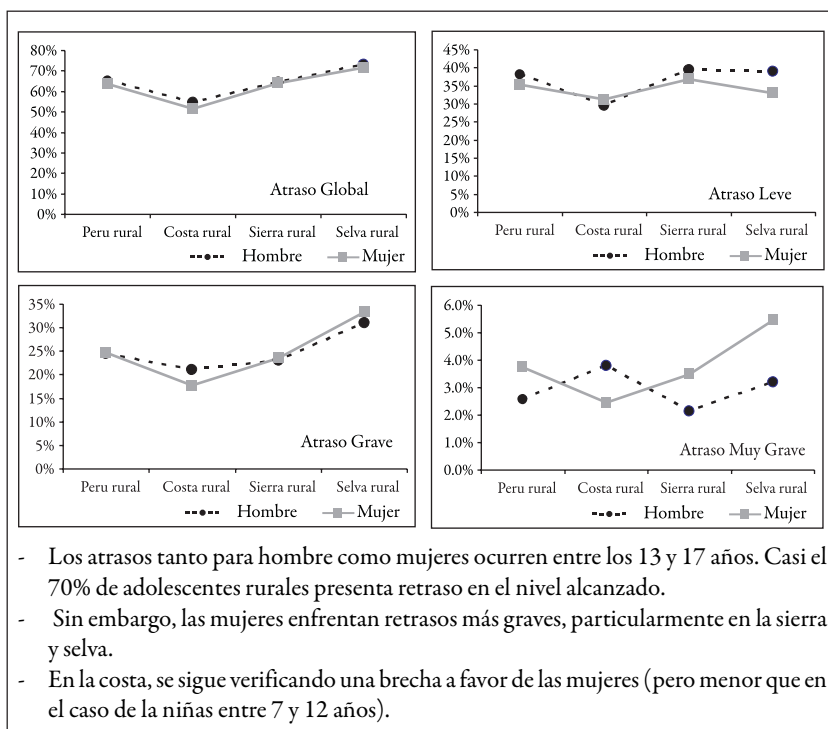 80%
70%
60%
50%
40%
30%
20%
10%
0%
Atraso Global
Peru rural Costa rural Sierra rural Selva rural
Hombre Mujer
45%
40%
35%
30%
25%
20%
15%
10%
5%
0%
Atraso Leve
Peru rural Costa rural Sierra rural Selva rural
Hombre Mujer
35%
30%
25%
20%
15%
10%
5%
0%
Atraso Grave
Peru rural Costa rural Sierra rural Selva rural
Hombre Mujer
6.0%
5.0%
4.0%
3.0%
2.0%
1.0%
0.0%
Atraso Muy Grave
Peru rural Costa rural Sierra rural Selva rural
Hombre Mujer
- Los atrasos tanto para hombre como mujeres ocurren entre los 13 y 17 años. Casi el
70% de adolescentes rurales presenta retraso en el nivel alcanzado.
- Sin embargo, las mujeres enfrentan retrasos más graves, particularmente en la sierra
y selva.
- En la costa, se sigue verificando una brecha a favor de las mujeres (pero menor que en
el caso de la niñas entre 7 y 12 años).